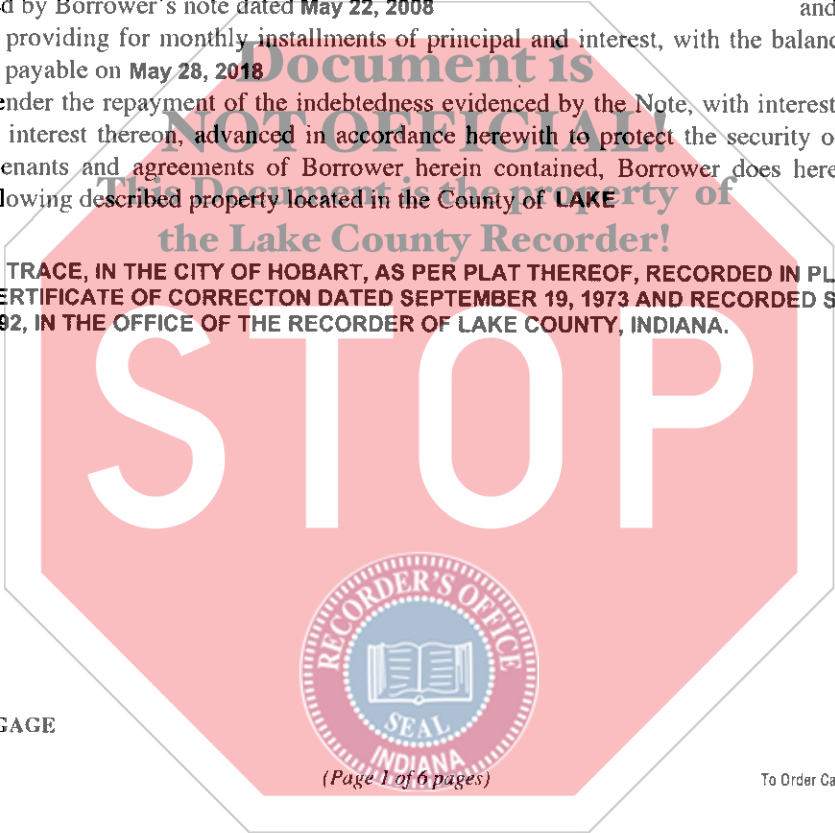 d by Borrower's note dated May 22, 2008 and
providing for monthly installments of principal and interest, with the balanc
payable on May 28, 2018
Document is
ender the repayment of the indebtedness evidenced by the Note, with interest
NOT OFFICIAL!
interest thereon, advanced in accordance herewith to protect the security o
enants and agreements of Borrower herein contained, Borrower does here
This Document is the property of
lowing described property located in the County of LAKE
the Lake County Recorder!
TRACE, IN THE CITY OF HOBART, AS PER PLAT THEREOF, RECORDED IN PL
ERTIFICATE OF CORRECTON DATED SEPTEMBER 19, 1973 AND RECORDED S
92, IN THE OFFICE OF THE RECORDER OF LAKE COUNTY, INDIANA.
STOP
RECORDER'S OFFICE
SEAL
INDIANA
GAGE
(Page 1 of 6 pages)
To Order Ca